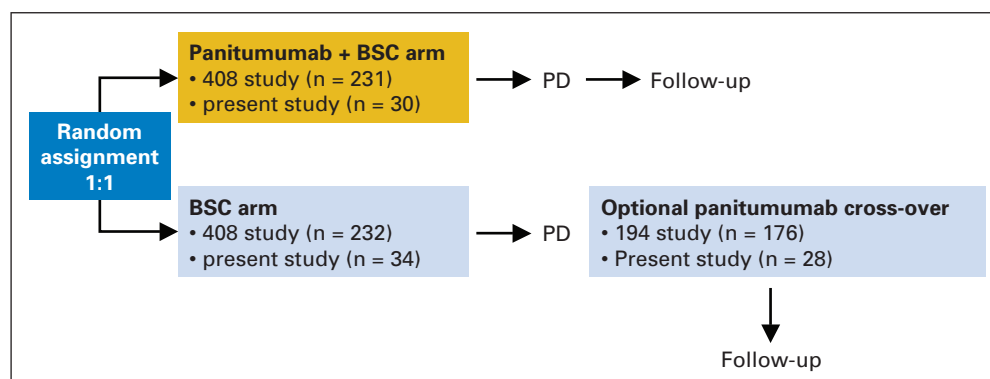 Panitumumab + BSC arm
• 408 study (n = 231)
• present study (n = 30)
PD
Follow-up
Random
assignment
1:1
BSC arm
• 408 study (n = 232)
• present study (n = 34)
PD
Optional panitumumab cross-over
• 194 study (n = 176)
• Present study (n = 28)
Follow-up